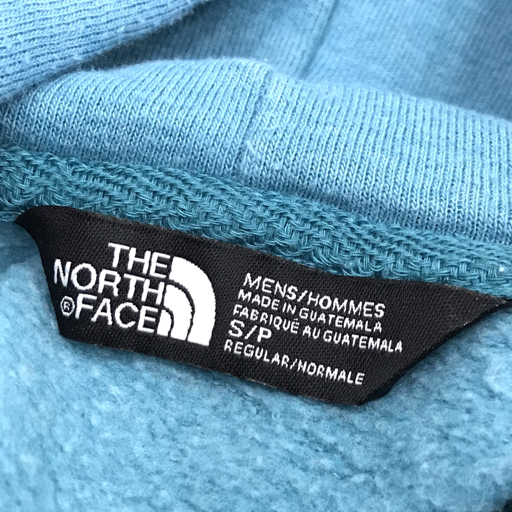 THE
NORTH
®FACE
MENS/HOMMES
MADE IN GUATEMALA
FABRIQUÉ AU GUATEMALA
S/P
REGULAR/NORMALE